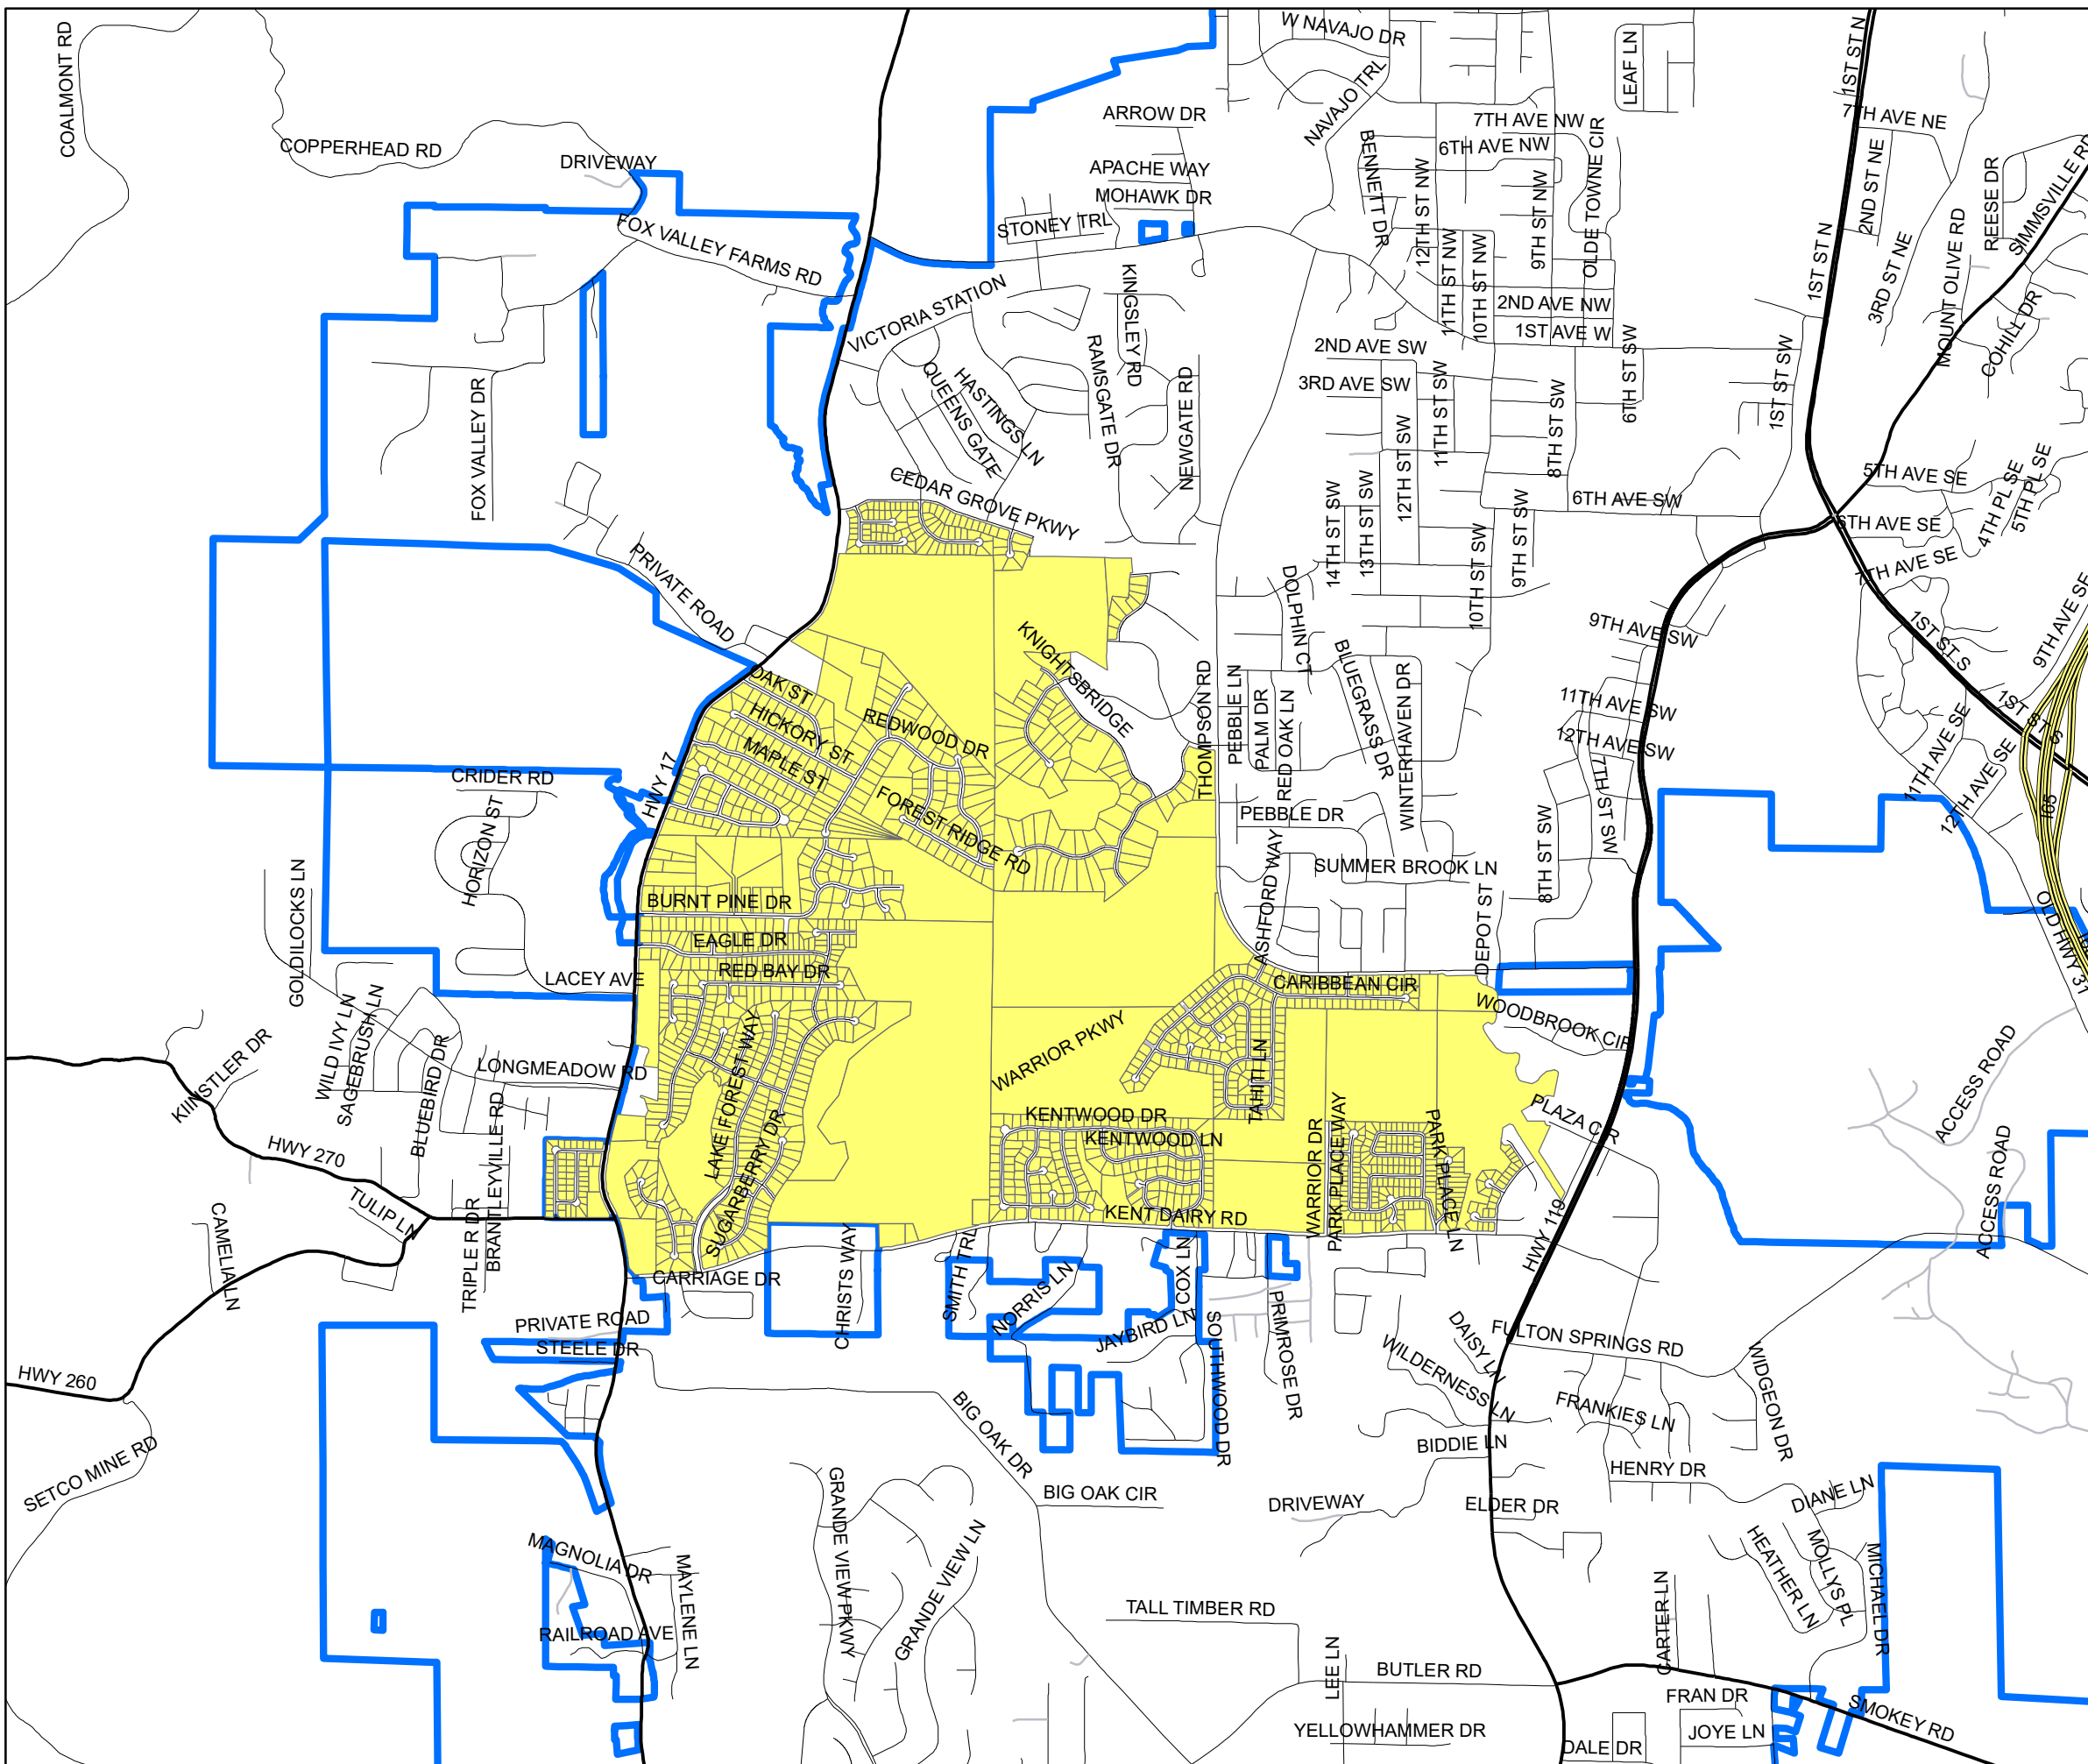 COALMONT RD
COPPERHEAD RD
DRIVEWAY
FOX VALLEY FARMS RD
W NAVAJO DR
NAVAJO TRL
LEAF LN
1ST ST N
7TH AVE NE
ARROW DR
APACHE WAY
MOHAWK DR
STONEY TRL
BENNETT DR
7TH AVE NW
6TH AVE NW
12TH ST NW
9TH ST NW
OLDE TOWNE CIR
11TH ST NW
10TH ST NW
2ND AVE NW
1ST AVE W
2ND ST NE
3RD ST NE
MOUNT OLIVE RD
REESE DR
SIMMSVILLE RD
COHILL DR
1ST ST N
VICTORIA STATION
KINGSLEY RD
RAMSGATE DR
NEWGATE RD
HASTINGS LN
QUEENS GATE
CEDAR GROVE PKWY
FOX VALLEY DR
2ND AVE SW
3RD AVE SW
11TH ST SW
12TH ST SW
8TH ST SW
6TH ST SW
1ST ST SW
6TH AVE SW
14TH ST SW
13TH ST SW
10TH ST SW
9TH ST SW
5TH AVE SE
6TH AVE SE
4TH PL SE
5TH PL SE
7TH AVE SE
9TH AVE SE
1ST ST S
1ST ST S
11TH AVE SE
12TH AVE SE
I65
OLD HWY 31
PRIVATE ROAD
OAK ST
HICKORY ST
MAPLE ST
REDWOOD DR
FOREST RIDGE RD
KNIGHTSBRIDGE
THOMPSON RD
DOLPHIN CT
PEBBLE LN
PALM DR
RED OAK LN
BLUEGRASS DR
WINTERHAVEN DR
9TH AVE SW
11TH AVE SW
12TH AVE SW
7TH ST SW
8TH ST SW
PEBBLE DR
SUMMER BROOK LN
ASHFORD WAY
DEPOT ST
CRIDER RD
HORIZON ST
HWY 17
GOLDILOCKS LN
BURNT PINE DR
EAGLE DR
RED BAY DR
LACEY AVE
CARIBBEAN CIR
WOODBROOK CIR
WILD IVY LN
SAGEBRUSH LN
BLUEBIRD DR
LONGMEADOW RD
KIINSTLER DR
HWY 270
TULIP LN
CAMELIA LN
TRIPLE R DR
BRANTLEYVILLE RD
LAKE FOREST WAY
SUGARBERRY DR
WARRIOR PKWY
TAHITI LN
KENTWOOD DR
KENTWOOD LN
KENT DAIRY RD
WARRIOR DR
PARK PLACE WAY
PARK PLACE LN
PLAZA CIR
HWY 119
ACCESS ROAD
ACCESS ROAD
CARRIAGE DR
CHRISTS WAY
SMITH TRL
NORRIS LN
COX LN
JAYBIRD LN
SOUTHWOOD DR
PRIMROSE DR
PRIVATE ROAD
STEELE DR
HWY 260
SETCO MINE RD
DAISY LN
WILDERNESS LN
FULTON SPRINGS RD
WIDGEON DR
FRANKIES LN
BIDDIE LN
HENRY DR
DIANE LN
ELDER DR
DRIVEWAY
BIG OAK DR
BIG OAK CIR
GRANDE VIEW PKWY
GRANDE VIEW LN
MAGNOLIA DR
MAYLENE LN
RAILROAD AVE
TALL TIMBER RD
LEE LN
BUTLER RD
YELLOWHAMMER DR
CARTER LN
HEATHER LN
MOLLYS PL
MICHAEL DR
FRAN DR
JOYE LN
DALE DR
SMOKEY RD